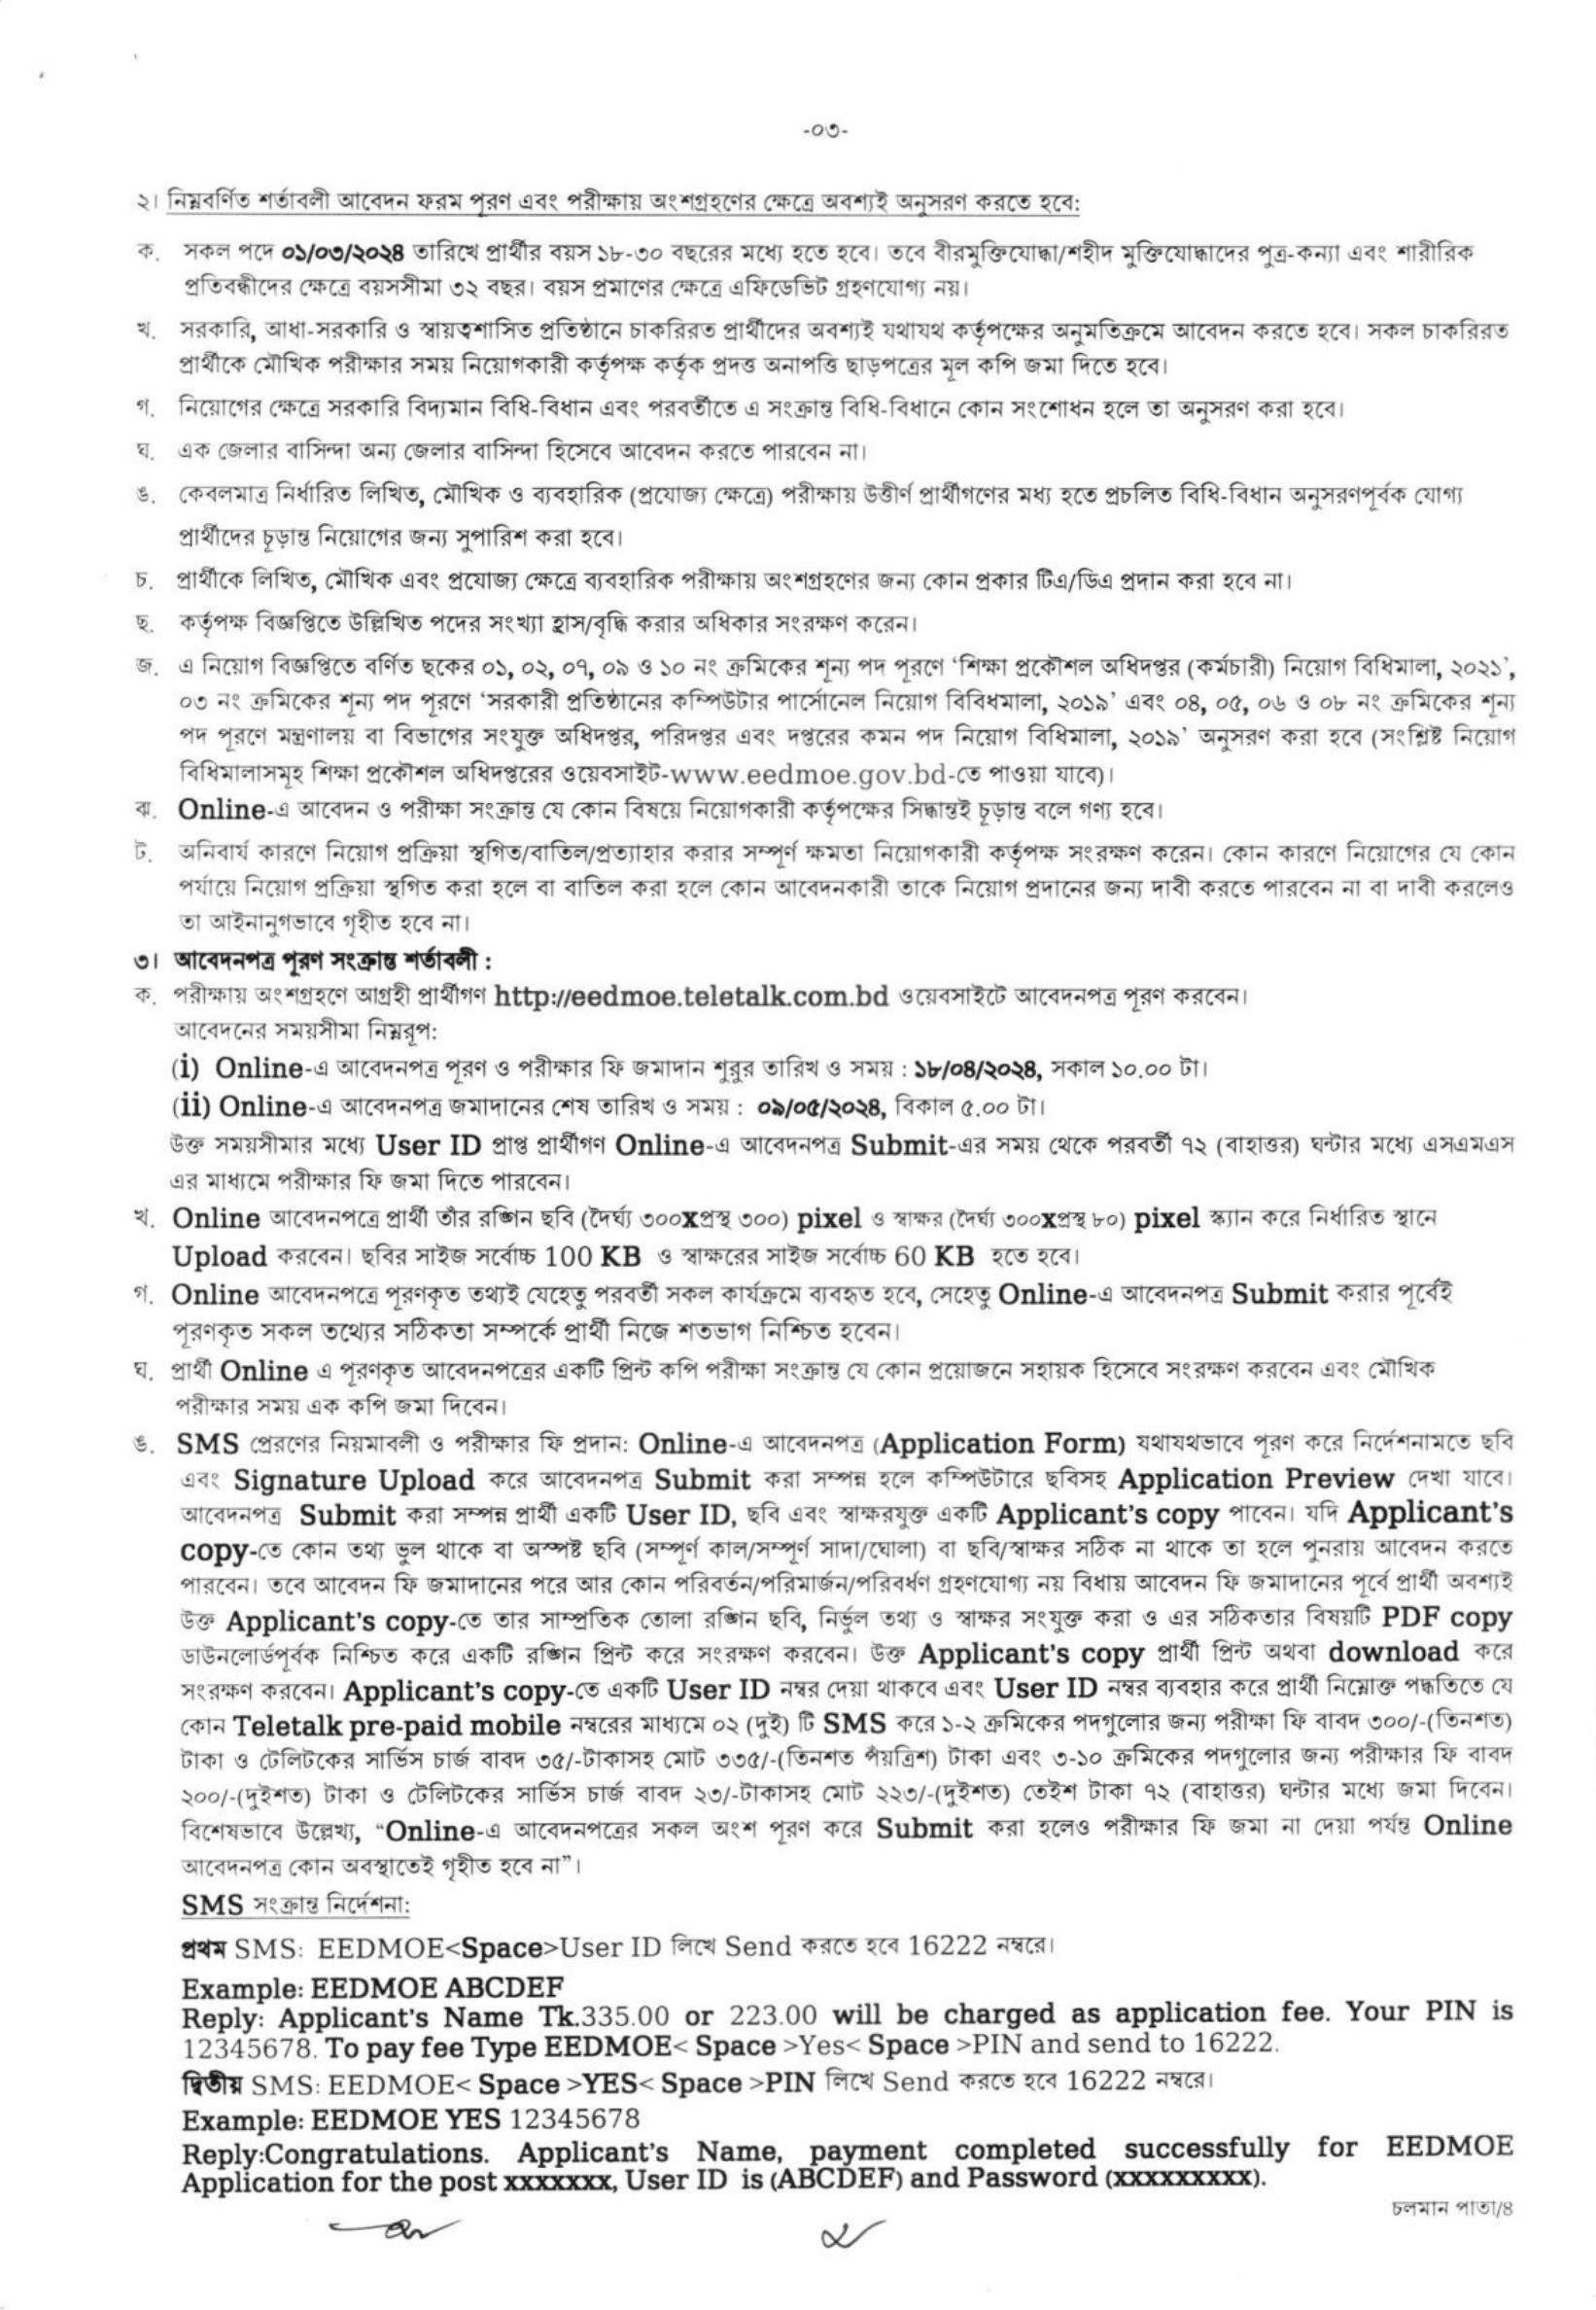 -০৩-
২। নিম্নবর্ণিত শর্তাবলী আবেদন ফরম পূরণ এবং পরীক্ষায় অংশগ্রহণের ক্ষেত্রে অবশ্যই অনুসরণ করতে হবে:
ক. সকল পদে ০১/০৩/২০২৪ তারিখে প্রার্থীর বয়স ১৮-৩০ বছরের মধ্যে হতে হবে। তবে বীরমুক্তিযোদ্ধা/শহীদ মুক্তিযোদ্ধাদের পুত্র-কন্যা এবং শারীরিক
প্রতিবন্ধীদের ক্ষেত্রে বয়সসীমা ৩২ বছর। বয়স প্রমাণের ক্ষেত্রে এফিডেভিট গ্রহণযোগ্য নয়।
খ. সরকারি, আধা-সরকারি ও স্বায়ত্বশাসিত প্রতিষ্ঠানে চাকরিরত প্রার্থীদের অবশ্যই যথাযথ কর্তৃপক্ষের অনুমতিক্রমে আবেদন করতে হবে। সকল চাকরিরত
প্রার্থীকে মৌখিক পরীক্ষার সময় নিয়োগকারী কর্তৃপক্ষ কর্তৃক প্রদত্ত অনাপত্তি ছাড়পত্রের মূল কপি জমা দিতে হবে।
গ. নিয়োগের ক্ষেত্রে সরকারি বিদ্যমান বিধি-বিধান এবং পরবর্তীতে এ সংক্রান্ত বিধি-বিধানে কোন সংশোধন হলে তা অনুসরণ করা হবে।
ঘ. এক জেলার বাসিন্দা অন্য জেলার বাসিন্দা হিসেবে আবেদন করতে পারবেন না।
ঙ. কেবলমাত্র নির্ধারিত লিখিত, মৌখিক ও ব্যবহারিক (প্রযোজ্য ক্ষেত্রে) পরীক্ষায় উত্তীর্ণ প্রার্থীগণের মধ্য হতে প্রচলিত বিধি-বিধান অনুসরণপূর্বক যোগ্য
প্রার্থীদের চূড়ান্ত নিয়োগের জন্য সুপারিশ করা হবে।
চ. প্রার্থীকে লিখিত, মৌখিক এবং প্রযোজ্য ক্ষেত্রে ব্যবহারিক পরীক্ষায় অংশগ্রহণের জন্য কোন প্রকার টিএ/ডিএ প্রদান করা হবে না।
ছ. কর্তৃপক্ষ বিজ্ঞপ্তিতে উল্লিখিত পদের সংখ্যা হ্রাস/বৃদ্ধি করার অধিকার সংরক্ষণ করেন।
জ. এ নিয়োগ বিজ্ঞপ্তিতে বর্ণিত ছকের ০১, ০২, ০৭, ০৯ ও ১০ নং ক্রমিকের শূন্য পদ পূরণে ‘শিক্ষা প্রকৌশল অধিদপ্তর (কর্মচারী) নিয়োগ বিধিমালা, ২০২১’,
০৩ নং ক্রমিকের শূন্য পদ পূরণে ‘সরকারী প্রতিষ্ঠানের কম্পিউটার পার্সোনেল নিয়োগ বিবিধমালা, ২০১৯’ এবং ০৪, ০৫, ০৬ ও ০৮ নং ক্রমিকের শূন্য
পদ পূরণে মন্ত্রণালয় বা বিভাগের সংযুক্ত অধিদপ্তর, পরিদপ্তর এবং দপ্তরের কমন পদ নিয়োগ বিধিমালা, ২০১৯’ অনুসরণ করা হবে (সংশ্লিষ্ট নিয়োগ
বিধিমালাসমূহ শিক্ষা প্রকৌশল অধিদপ্তরের ওয়েবসাইট-www.eedmoe.gov.bd-তে পাওয়া যাবে)।
ঝ. Online-এ আবেদন ও পরীক্ষা সংক্রান্ত যে কোন বিষয়ে নিয়োগকারী কর্তৃপক্ষের সিদ্ধান্তই চূড়ান্ত বলে গণ্য হবে।
ট. অনিবার্য কারণে নিয়োগ প্রক্রিয়া স্থগিত/বাতিল/প্রত্যাহার করার সম্পূর্ণ ক্ষমতা নিয়োগকারী কর্তৃপক্ষ সংরক্ষণ করেন। কোন কারণে নিয়োগের যে কোন
পর্যায়ে নিয়োগ প্রক্রিয়া স্থগিত করা হলে বা বাতিল করা হলে কোন আবেদনকারী তাকে নিয়োগ প্রদানের জন্য দাবী করতে পারবেন না বা দাবী করলেও
তা আইনানুগভাবে গৃহীত হবে না।
৩। আবেদনপত্র পূরণ সংক্রান্ত শর্তাবলী :
ক. পরীক্ষায় অংশগ্রহণে আগ্রহী প্রার্থীগণ http://eedmoe.teletalk.com.bd ওয়েবসাইটে আবেদনপত্র পূরণ করবেন।
আবেদনের সময়সীমা নিম্নরূপ:
(i) Online-এ আবেদনপত্র পূরণ ও পরীক্ষার ফি জমাদান শুরুর তারিখ ও সময় : ১৮/০৪/২০২৪, সকাল ১০.০০ টা।
(ii) Online-এ আবেদনপত্র জমাদানের শেষ তারিখ ও সময় : ০৯/০৫/২০২৪, বিকাল ৫.০০ টা।
উক্ত সময়সীমার মধ্যে User ID প্রাপ্ত প্রার্থীগণ Online-এ আবেদনপত্র Submit-এর সময় থেকে পরবর্তী ৭২ (বাহাত্তর) ঘন্টার মধ্যে এসএমএস
এর মাধ্যমে পরীক্ষার ফি জমা দিতে পারবেন।
খ. Online আবেদনপত্রে প্রার্থী তাঁর রঙ্গিন ছবি (দৈর্ঘ্য ৩০০xপ্রস্থ ৩০০) pixel ও স্বাক্ষর (দৈর্ঘ্য ৩০০xপ্রস্থ ৮০) pixel স্ক্যান করে নির্ধারিত স্থানে
Upload করবেন। ছবির সাইজ সর্বোচ্চ 100 KB ও স্বাক্ষরের সাইজ সর্বোচ্চ 60 KB হতে হবে।
গ. Online আবেদনপত্রে পূরণকৃত তথ্যই যেহেতু পরবর্তী সকল কার্যক্রমে ব্যবহৃত হবে, সেহেতু Online-এ আবেদনপত্র Submit করার পূর্বেই
পূরণকৃত সকল তথ্যের সঠিকতা সম্পর্কে প্রার্থী নিজে শতভাগ নিশ্চিত হবেন।
ঘ. প্রার্থী Online এ পূরণকৃত আবেদনপত্রের একটি প্রিন্ট কপি পরীক্ষা সংক্রান্ত যে কোন প্রয়োজনে সহায়ক হিসেবে সংরক্ষণ করবেন এবং মৌখিক
পরীক্ষার সময় এক কপি জমা দিবেন।
ঙ. SMS প্রেরণের নিয়মাবলী ও পরীক্ষার ফি প্রদান: Online-এ আবেদনপত্র (Application Form) যথাযথভাবে পূরণ করে নির্দেশনামতে ছবি
এবং Signature Upload করে আবেদনপত্র Submit করা সম্পন্ন হলে কম্পিউটারে ছবিসহ Application Preview দেখা যাবে।
আবেদনপত্র Submit করা সম্পন্ন প্রার্থী একটি User ID, ছবি এবং স্বাক্ষরযুক্ত একটি Applicant's copy পাবেন। যদি Applicant's
copy-তে কোন তথ্য ভুল থাকে বা অস্পষ্ট ছবি (সম্পূর্ণ কাল/সম্পূর্ণ সাদা/ঘোলা) বা ছবি/স্বাক্ষর সঠিক না থাকে তা হলে পুনরায় আবেদন করতে
পারবেন। তবে আবেদন ফি জমাদানের পরে আর কোন পরিবর্তন/পরিমার্জন/পরিবর্ধণ গ্রহণযোগ্য নয় বিধায় আবেদন ফি জমাদানের পূর্বে প্রার্থী অবশ্যই
উক্ত Applicant's copy-তে তার সাম্প্রতিক তোলা রঙ্গিন ছবি, নির্ভুল তথ্য ও স্বাক্ষর সংযুক্ত করা ও এর সঠিকতার বিষয়টি PDF copy
ডাউনলোর্ডপূর্বক নিশ্চিত করে একটি রঙ্গিন প্রিন্ট করে সংরক্ষণ করবেন। উক্ত Applicant's copy প্রার্থী প্রিন্ট অথবা download করে
সংরক্ষণ করবেন। Applicant's copy-তে একটি User ID নম্বর দেয়া থাকবে এবং User ID নম্বর ব্যবহার করে প্রার্থী নিম্নোক্ত পদ্ধতিতে যে
কোন Teletalk pre-paid mobile নম্বরের মাধ্যমে ০২ (দুই) টি SMS করে ১-২ ক্রমিকের পদগুলোর জন্য পরীক্ষা ফি বাবদ ৩০০/-(তিনশত)
টাকা ও টেলিটকের সার্ভিস চার্জ বাবদ ৩৫/-টাকাসহ মোট ৩৩৫/-(তিনশত পঁয়ত্রিশ) টাকা এবং ৩-১০ ক্রমিকের পদগুলোর জন্য পরীক্ষার ফি বাবদ
২০০/-(দুইশত) টাকা ও টেলিটকের সার্ভিস চার্জ বাবদ ২৩/-টাকাসহ মোট ২২৩/-(দুইশত) তেইশ টাকা ৭২ (বাহাত্তর) ঘন্টার মধ্যে জমা দিবেন।
বিশেষভাবে উল্লেখ্য, “Online-এ আবেদনপত্রের সকল অংশ পূরণ করে Submit করা হলেও পরীক্ষার ফি জমা না দেয়া পর্যন্ত Online
আবেদনপত্র কোন অবস্থাতেই গৃহীত হবে না”।
SMS সংক্রান্ত নির্দেশনা:
প্রথম SMS: EEDMOE<Space>User ID লিখে Send করতে হবে 16222 নম্বরে।
Example: EEDMOE ABCDEF
Reply: Applicant's Name Tk.335.00 or 223.00 will be charged as application fee. Your PIN is
12345678. To pay fee Type EEDMOE< Space >Yes< Space >PIN and send to 16222.
দ্বিতীয় SMS: EEDMOE< Space >YES< Space >PIN লিখে Send করতে হবে 16222 নম্বরে।
Example: EEDMOE YES 12345678
Reply:Congratulations. Applicant's Name, payment completed successfully for EEDMOE
Application for the post xxxxxxx, User ID is (ABCDEF) and Password (xxxxxxxxx).
চলমান পাতা/৪